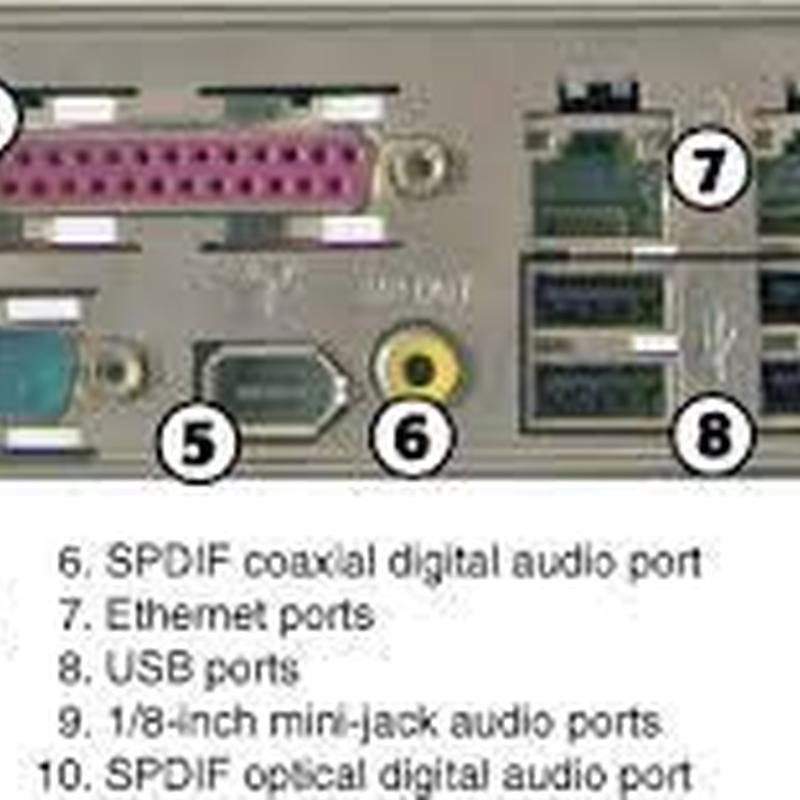 OUT
7
5
6
8
6. SPDIF coaxial digital audio port
7. Ethernet ports
8. USB ports
9. 1/8-inch mini-jack audio ports
10. SPDIF optical digital audio port